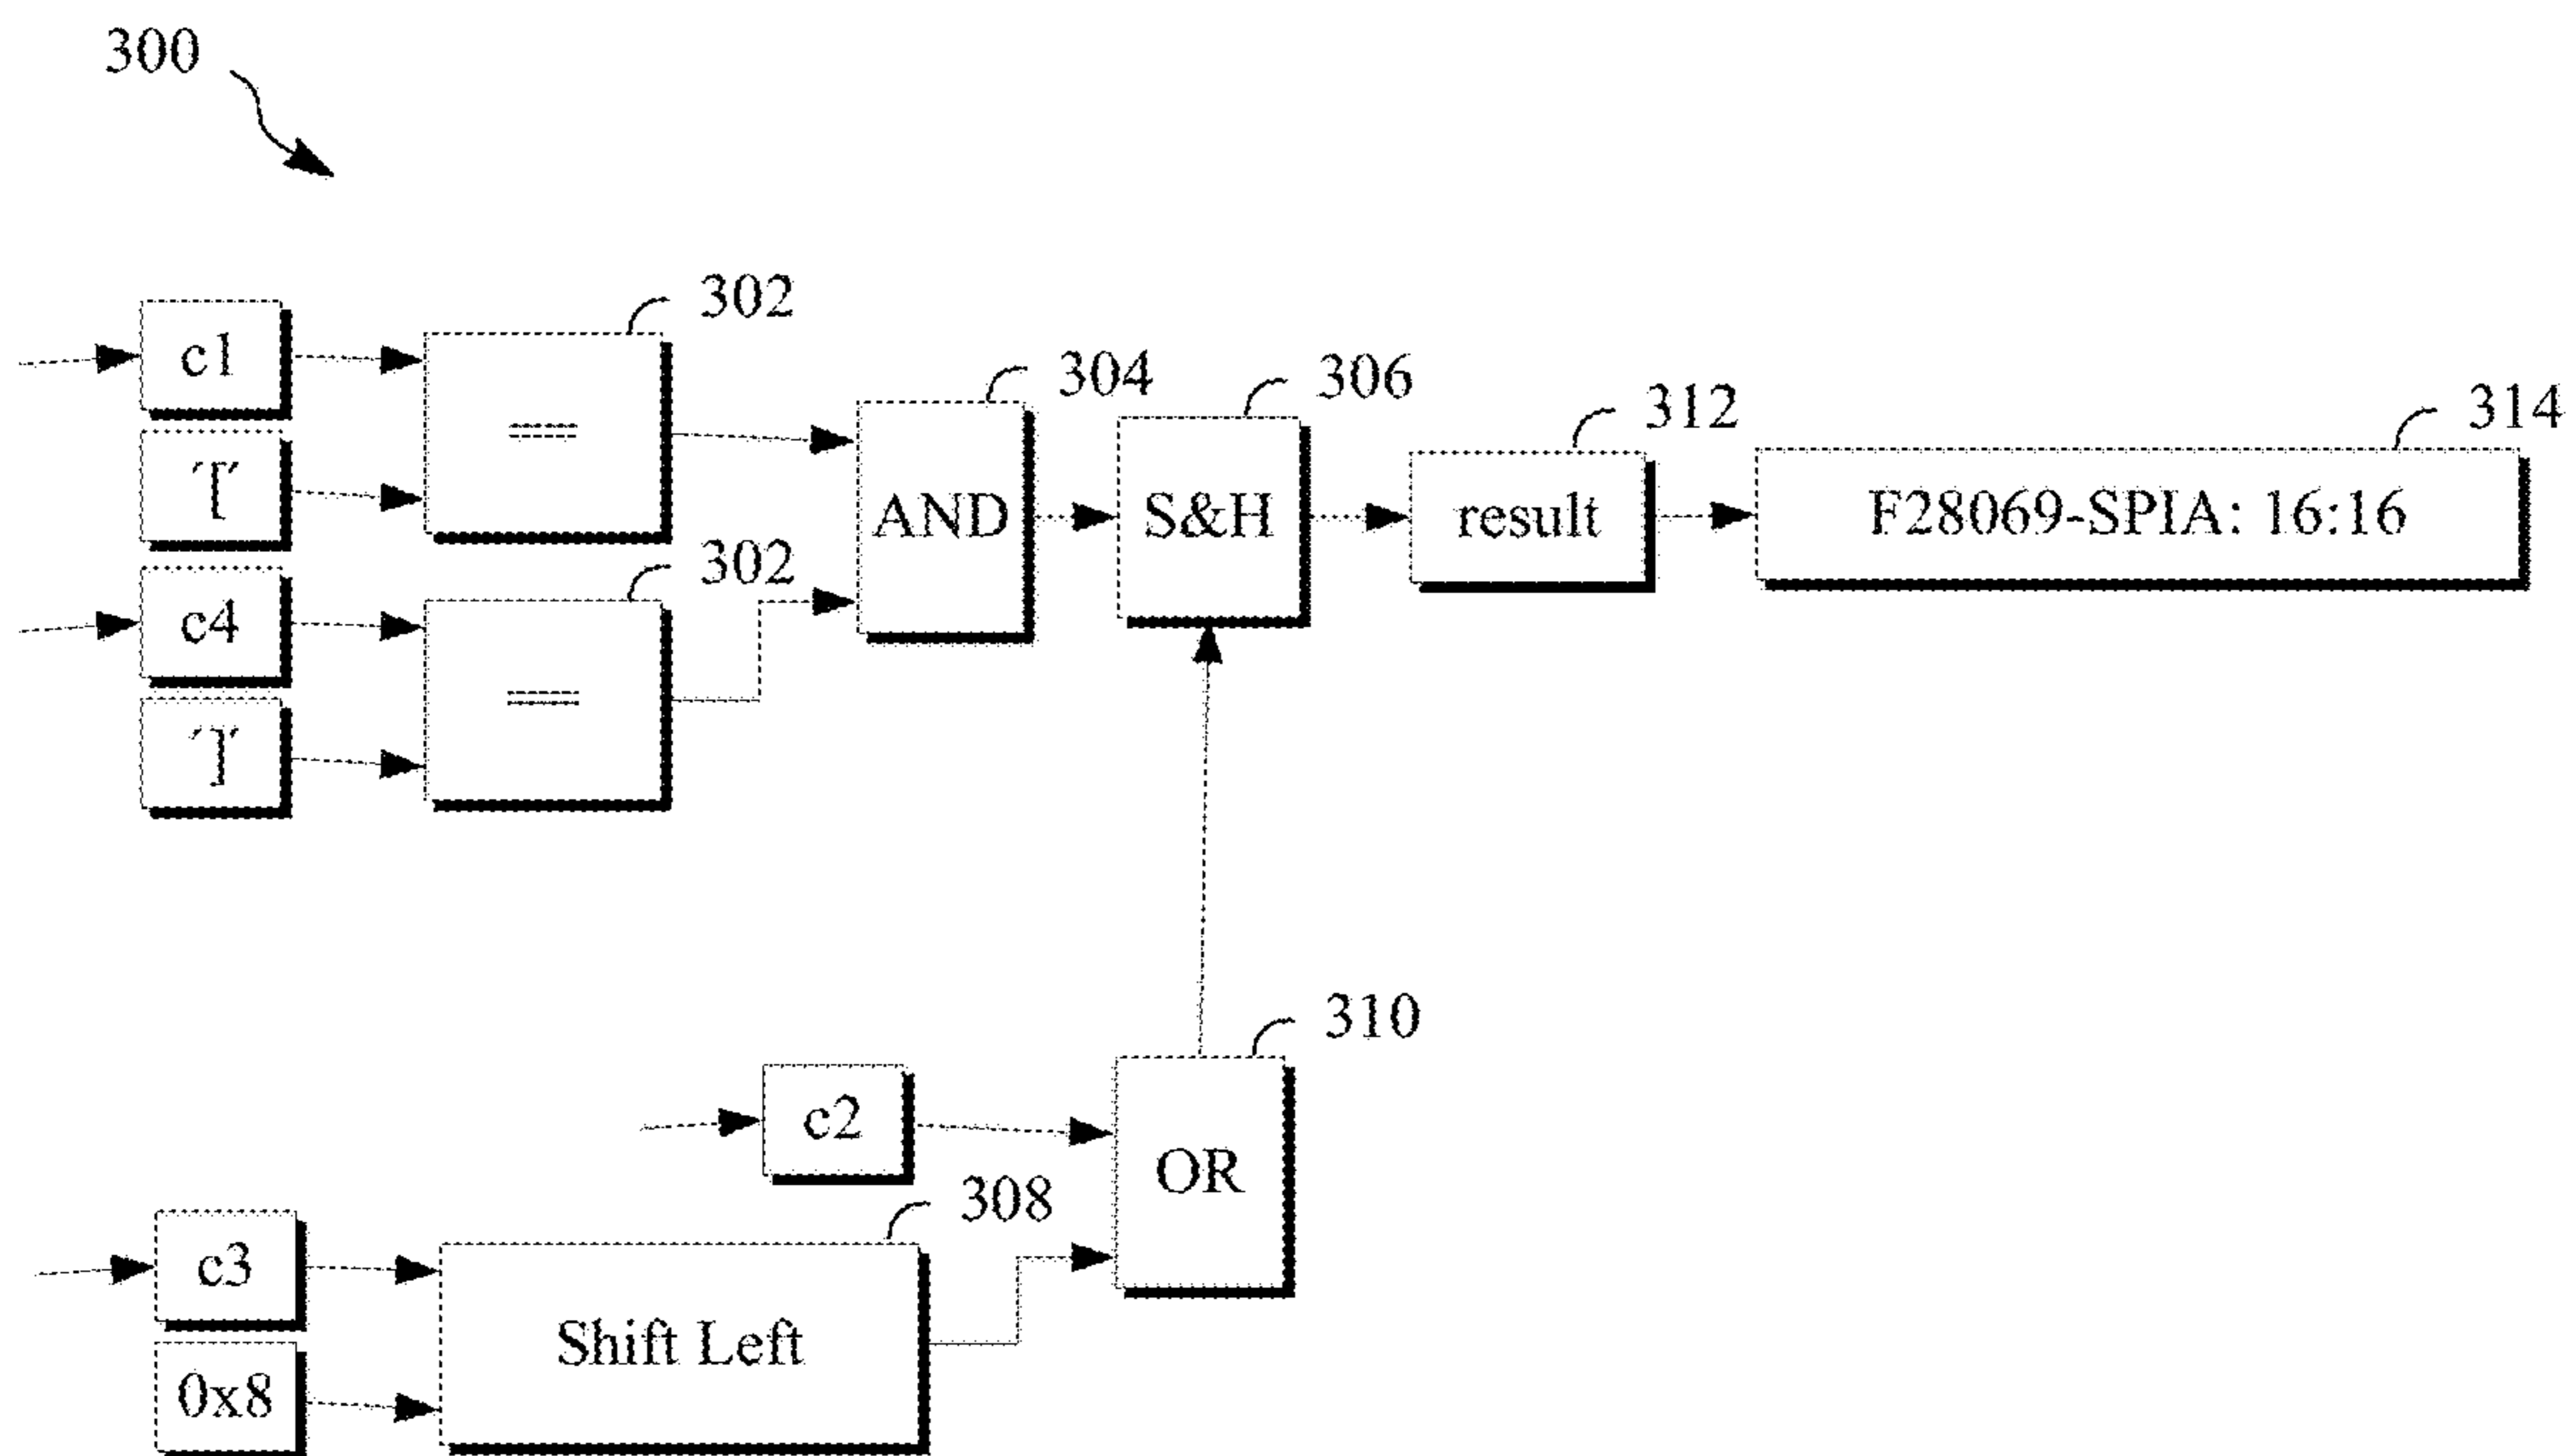 300
302
c1
==
'['
304
AND
306
S&H
312
result
314
F28069-SPIA: 16:16
302
c4
==
']'
310
c2
OR
308
c3
Shift Left
0x8